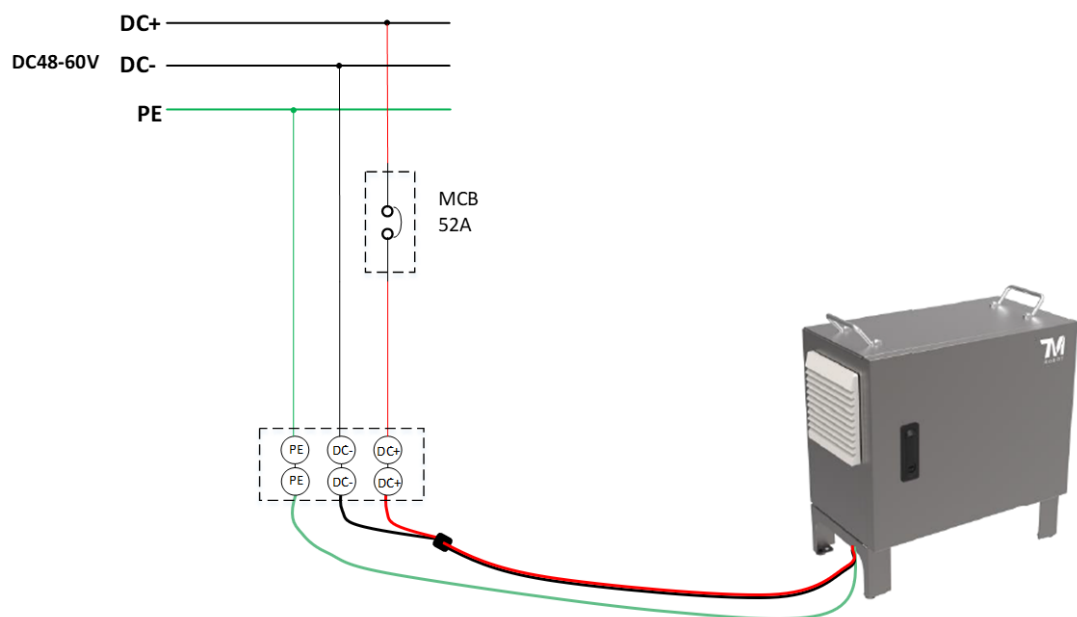 DC+
DC48-60V DC-
PE
MCB
52A
PE DC- DC+
PE DC- DC+
TM